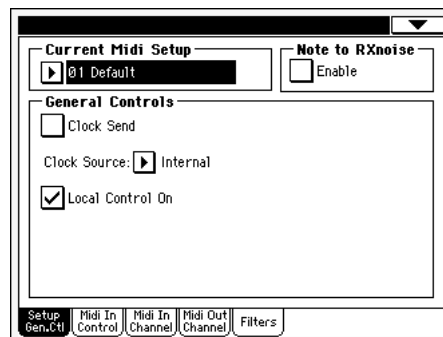 Current Midi Setup
01 Default
Note to RXnoise
Enable
General Controls
Clock Send
Clock Source: Internal
Local Control On
Setup Gen.Ctl
Midi In Control
Midi In Channel
Midi Out Channel
Filters